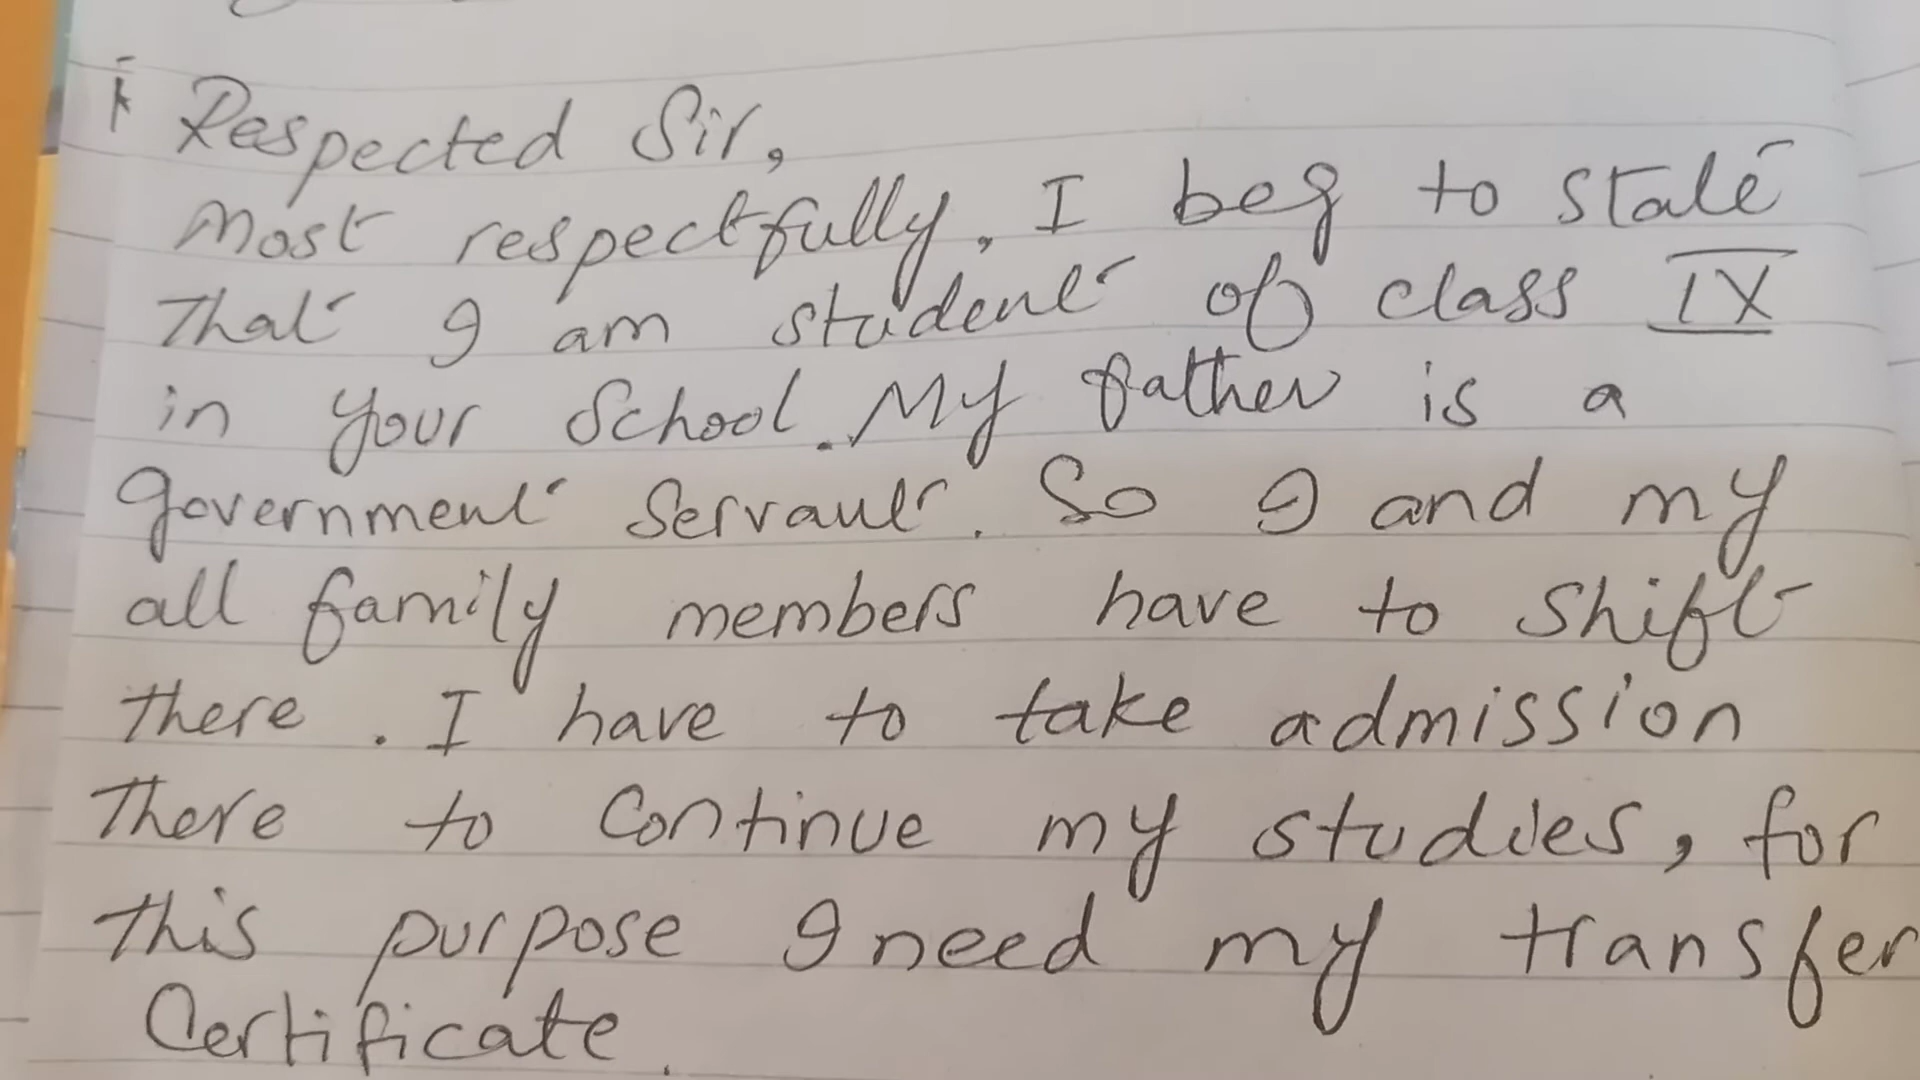 Respected Sir,
Most respectfully, I beg to state
that I am student of class IX
in your School. My father is a
government servant. So I and my
all family members have to shift
there. I have to take admission
There to continue my studies, for
this purpose I need my transfer
Certificate.